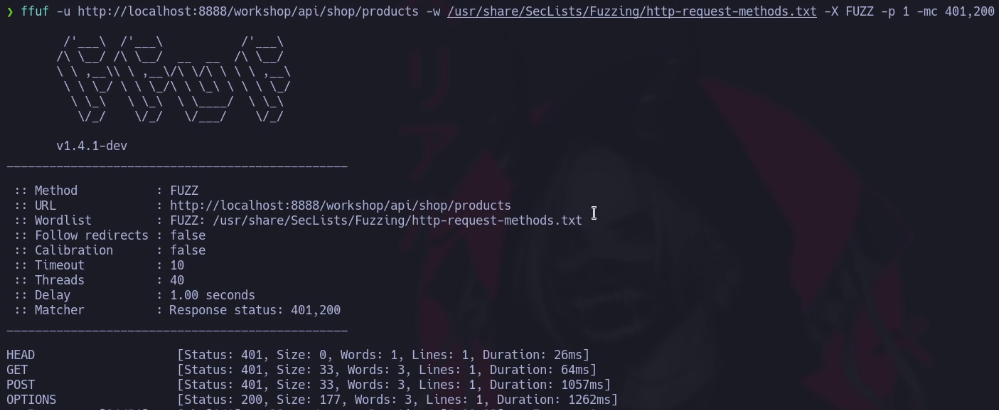 ❯ ffuf -u http://localhost:8888/workshop/api/shop/products -w /usr/share/SecLists/Fuzzing/http-request-methods.txt -X FUZZ -p 1 -mc 401,200
/'___\  /'___\           /'___\
/\ \__/ /\ \__/  __  __  /\ \__/
\ \ ,__\\ \ ,__\/\ \/\ \ \ \ ,__\
\ \ \_/ \ \ \_/\ \ \_\ \ \ \ \_/
\ \_\   \ \_\  \ \____/  \ \_\
\/_/    \/_/   \/___/    \/_/
v1.4.1-dev
________________________________________________
:: Method           : FUZZ
:: URL              : http://localhost:8888/workshop/api/shop/products
:: Wordlist         : FUZZ: /usr/share/SecLists/Fuzzing/http-request-methods.txt
:: Follow redirects : false
:: Calibration      : false
:: Timeout          : 10
:: Threads          : 40
:: Delay            : 1.00 seconds
:: Matcher          : Response status: 401,200
________________________________________________
HEAD                    [Status: 401, Size: 0, Words: 1, Lines: 1, Duration: 26ms]
GET                     [Status: 401, Size: 33, Words: 3, Lines: 1, Duration: 64ms]
POST                    [Status: 401, Size: 33, Words: 3, Lines: 1, Duration: 1057ms]
OPTIONS                 [Status: 200, Size: 177, Words: 3, Lines: 1, Duration: 1262ms]